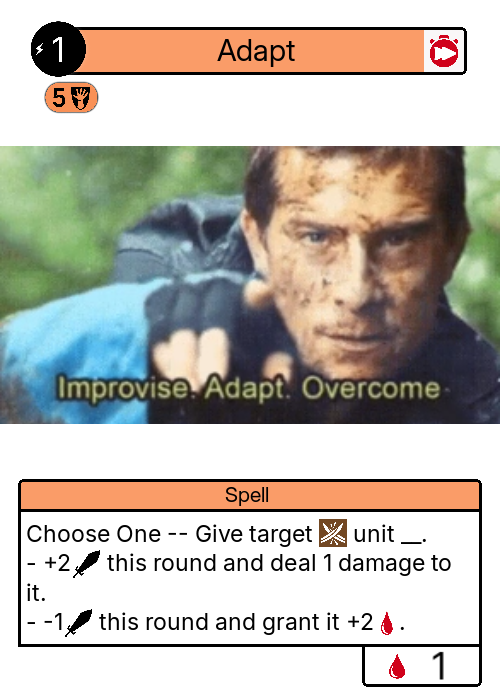 1
Adapt
5
Improvise. Adapt. Overcome
Spell
Choose One -- Give target unit __.
- +2 this round and deal 1 damage to
it.
- -1 this round and grant it +2 .
1